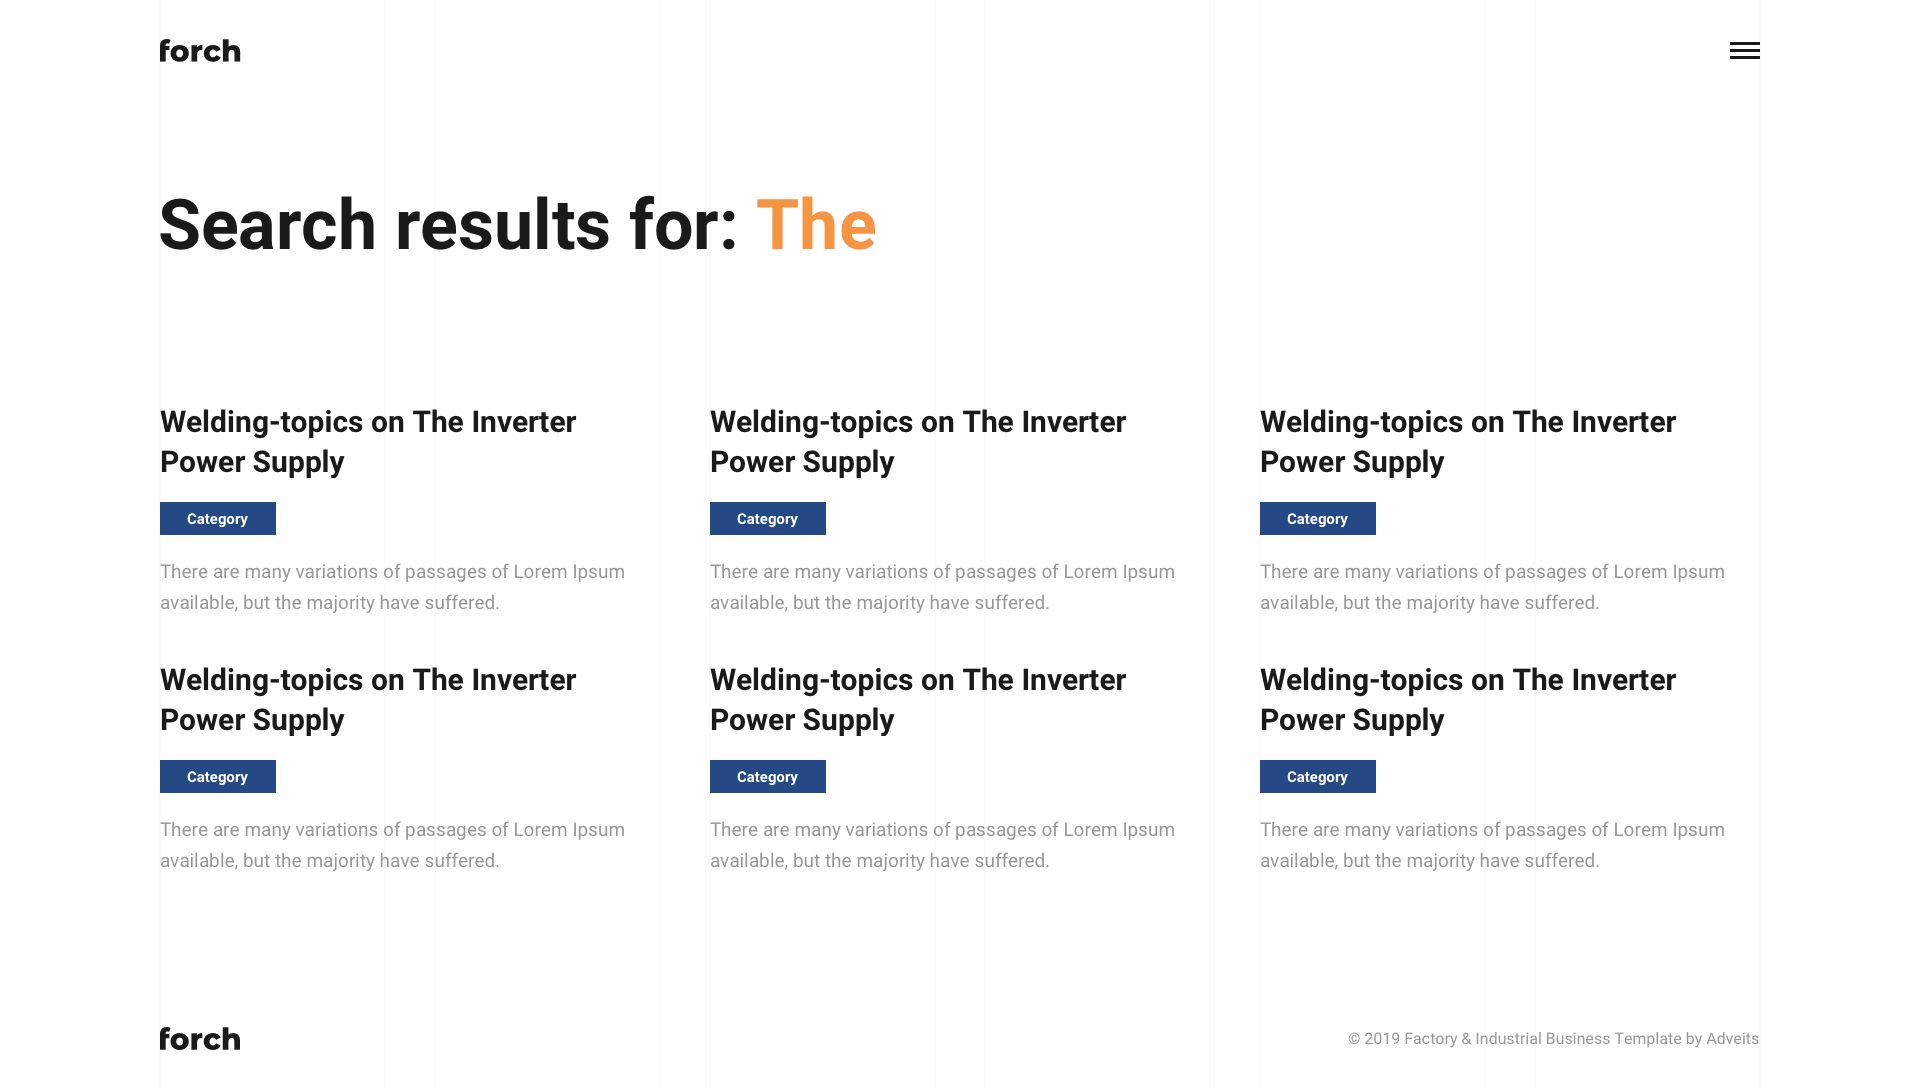 forch
Search results for: The
Welding-topics on The Inverter
Power Supply
Category
There are many variations of passages of Lorem Ipsum
available, but the majority have suffered.
Welding-topics on The Inverter
Power Supply
Category
There are many variations of passages of Lorem Ipsum
available, but the majority have suffered.
Welding-topics on The Inverter
Power Supply
Category
There are many variations of passages of Lorem Ipsum
available, but the majority have suffered.
Welding-topics on The Inverter
Power Supply
Category
There are many variations of passages of Lorem Ipsum
available, but the majority have suffered.
Welding-topics on The Inverter
Power Supply
Category
There are many variations of passages of Lorem Ipsum
available, but the majority have suffered.
Welding-topics on The Inverter
Power Supply
Category
There are many variations of passages of Lorem Ipsum
available, but the majority have suffered.
forch
© 2019 Factory & Industrial Business Template by Adveits